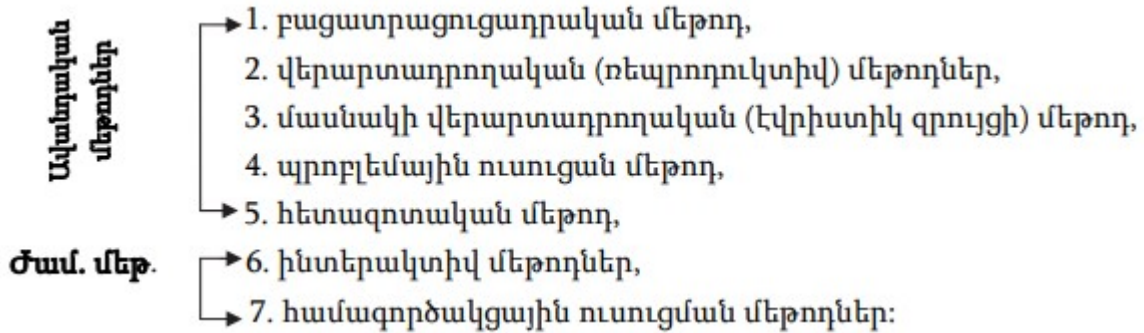 Ավանդական
մեթոդներ
1. բացատրացուցադրական մեթոդ,
2. վերարտադրողական (ռեպրոդուկտիվ) մեթոդներ,
3. մասնակի վերարտադրողական (էվրիստիկ զրույցի) մեթոդ,
4. պրոբլեմային ուսուցան մեթոդ,
5. հետազոտական մեթոդ,
Ժամ. մեթ.
6. ինտերակտիվ մեթոդներ,
7. համագործակցային ուսուցման մեթոդներ: